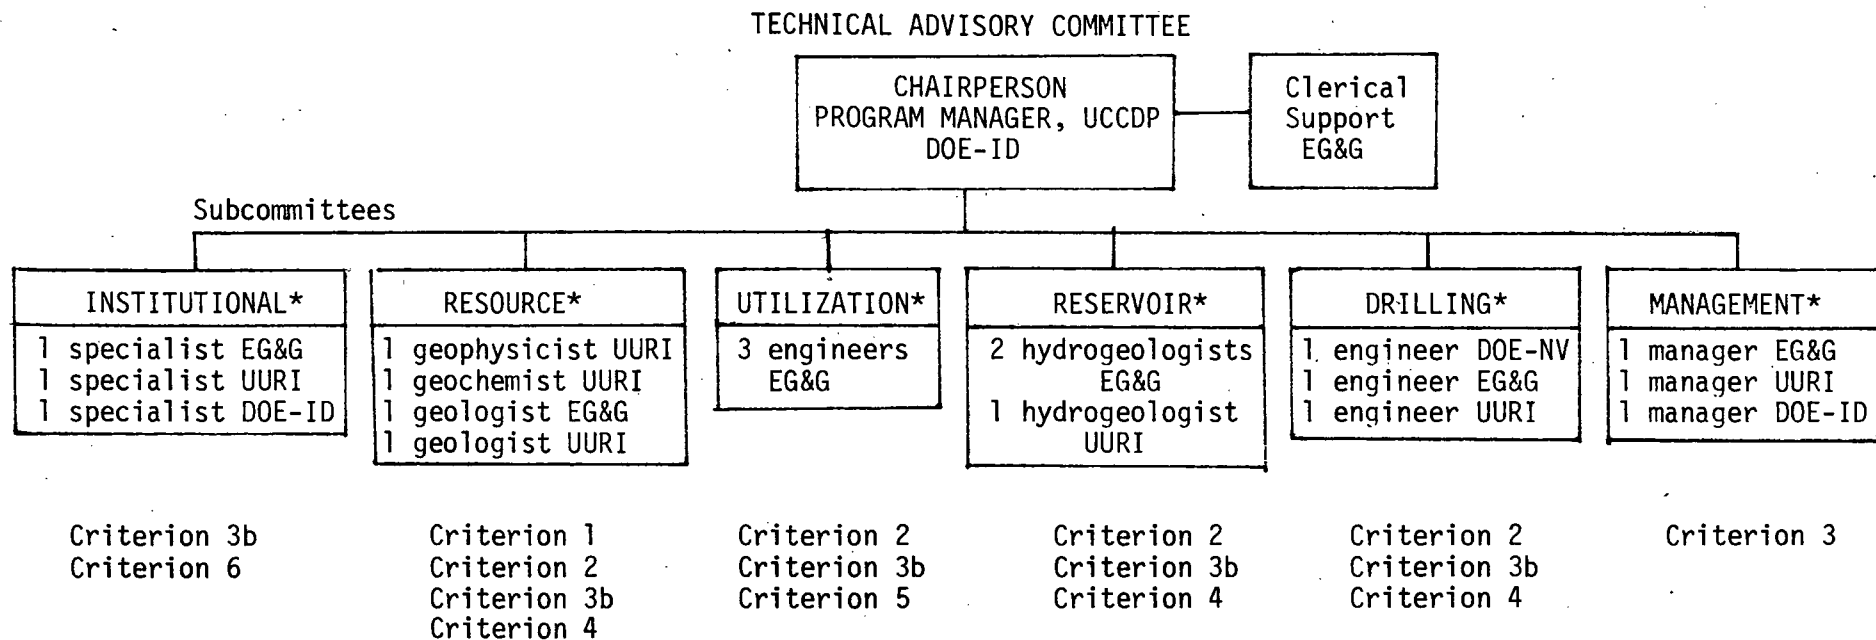 TECHNICAL ADVISORY COMMITTEE
CHAIRPERSON
PROGRAM MANAGER, UCCDP
DOE-ID
Clerical
Support
EG&G
Subcommittees
INSTITUTIONAL*
1 specialist EG&G
1 specialist UURI
1 specialist DOE-ID
RESOURCE*
1 geophysicist UURI
1 geochemist UURI
1 geologist EG&G
1 geologist UURI
UTILIZATION*
3 engineers
EG&G
RESERVOIR*
2 hydrogeologists
EG&G
1 hydrogeologist
UURI
DRILLING*
1 engineer DOE-NV
1 engineer EG&G
1 engineer UURI
MANAGEMENT*
1 manager EG&G
1 manager UURI
1 manager DOE-ID
Criterion 3b
Criterion 6
Criterion 1
Criterion 2
Criterion 3b
Criterion 4
Criterion 2
Criterion 3b
Criterion 5
Criterion 2
Criterion 3b
Criterion 4
Criterion 2
Criterion 3b
Criterion 4
Criterion 3